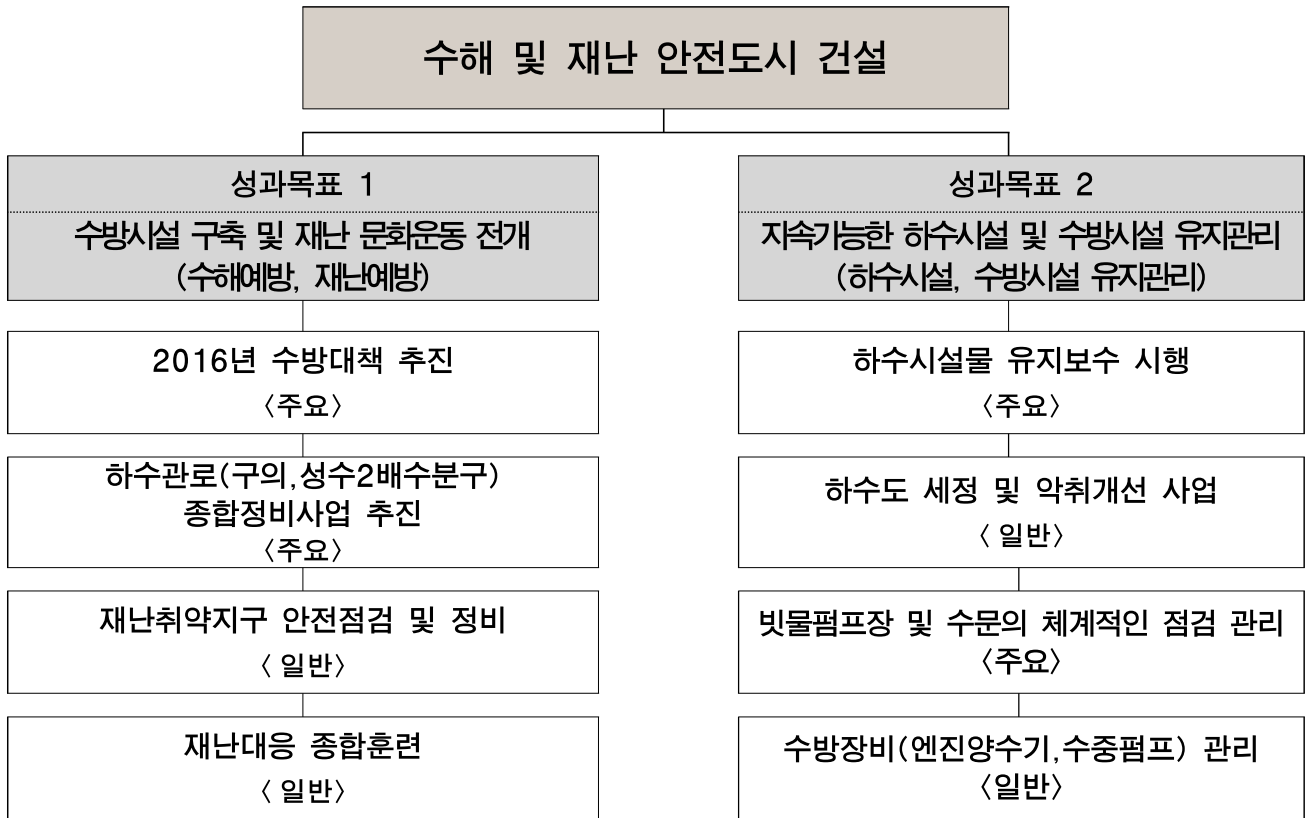 수해 및 재난 안전도시 건설
성과목표 1
수방시설 구축 및 재난 문화운동 전개
(수해예방, 재난예방)
2016년 수방대책 추진
〈주요〉
하수관로(구의,성수2배수분구)
종합정비사업 추진
〈주요〉
재난취약지구 안전점검 및 정비
〈 일반〉
재난대응 종합훈련
〈 일반〉
성과목표 2
지속가능한 하수시설 및 수방시설 유지관리
(하수시설, 수방시설 유지관리)
하수시설물 유지보수 시행
〈주요〉
하수도 세정 및 악취개선 사업
〈 일반〉
빗물펌프장 및 수문의 체계적인 점검 관리
〈주요〉
수방장비(엔진양수기,수중펌프) 관리
〈일반〉